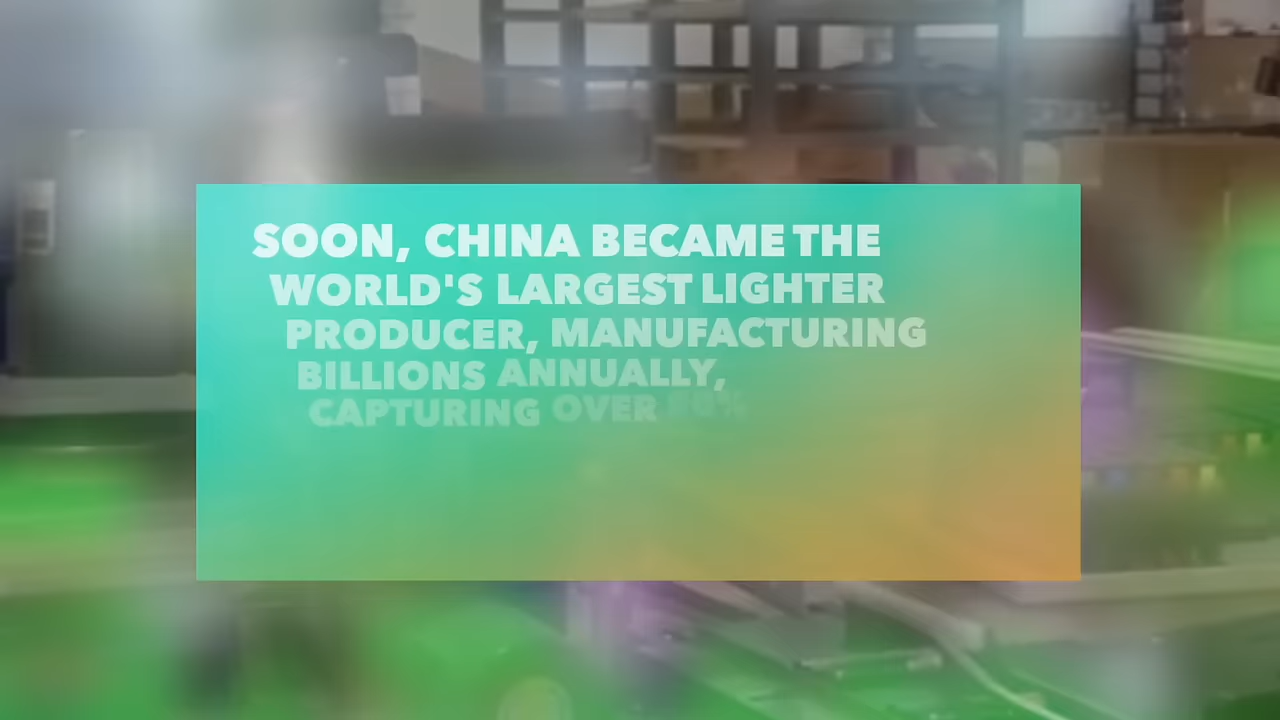 SOON, CHINA BECAME THE
WORLD'S LARGEST LIGHTER
PRODUCER, MANUFACTURING
BILLIONS ANNUALLY,
CAPTURING OVER